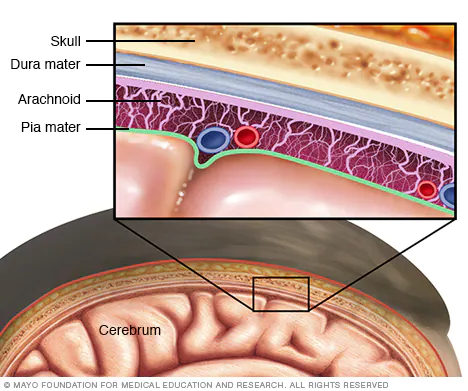 Skull
Dura mater
Arachnoid
Pia mater
Cerebrum
© MAYO FOUNDATION FOR MEDICAL EDUCATION AND RESEARCH. ALL RIGHTS RESERVED